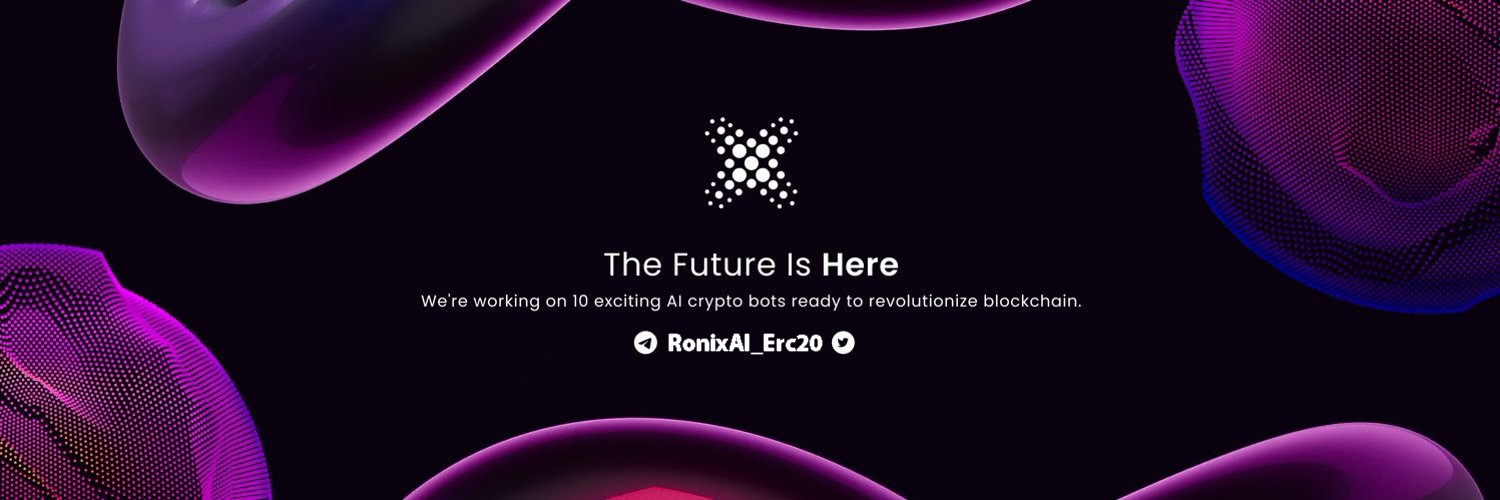 The Future Is Here
We're working on 10 exciting AI crypto bots ready to revolutionize blockchain.
RonixAI_Erc20